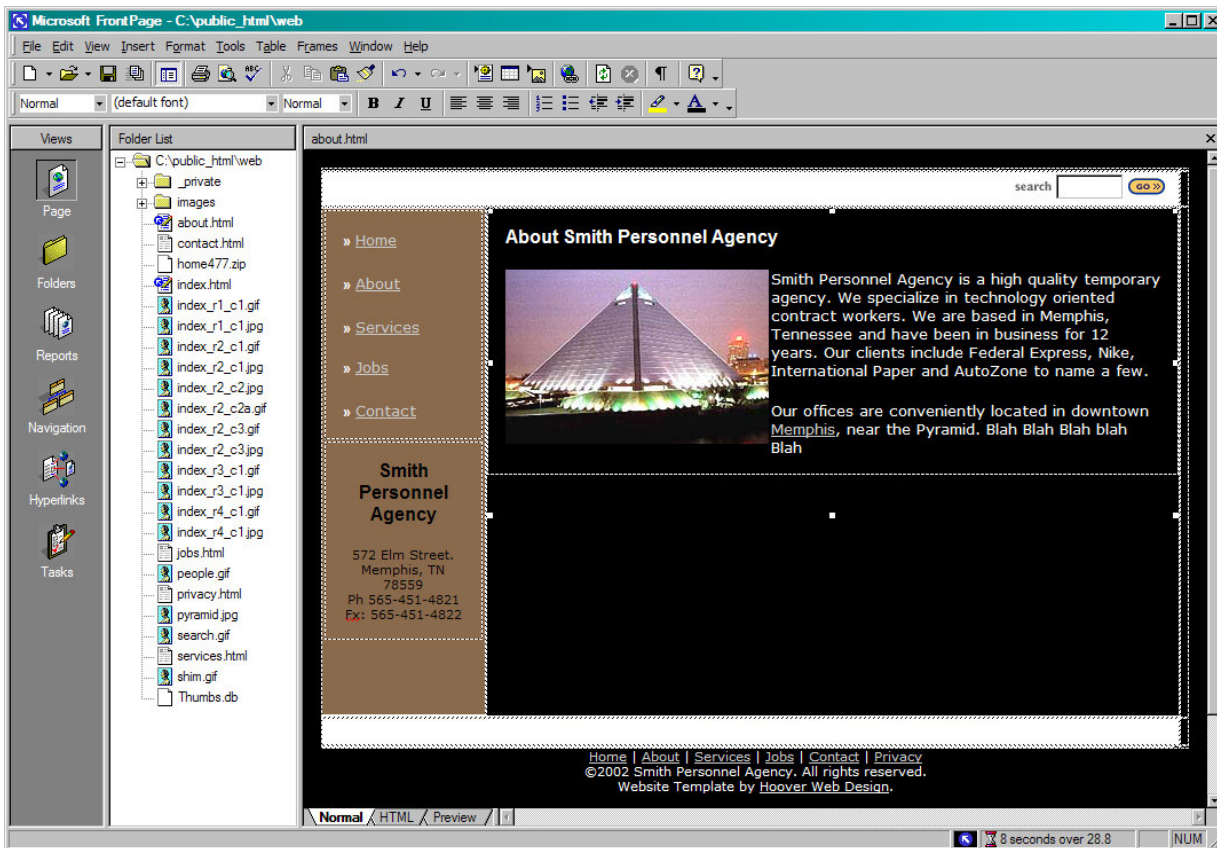 Microsoft FrontPage - C:\public_html\web
File Edit View Insert Format Tools Table Frames Window Help
Normal (default font) Normal B I U A
Views
Page
Folders
Reports
Navigation
Hyperlinks
Tasks
Folder List
C:\public_html\web
_private
images
about.html
contact.html
home477.zip
index.html
index_r1_c1.gif
index_r1_c1.jpg
index_r2_c1.gif
index_r2_c1.jpg
index_r2_c2.jpg
index_r2_c2a.gif
index_r2_c3.gif
index_r2_c3.jpg
index_r3_c1.gif
index_r3_c1.jpg
index_r4_c1.gif
index_r4_c1.jpg
jobs.html
people.gif
privacy.html
pyramid.jpg
search.gif
services.html
shim.gif
Thumbs.db
about.html
search GO »
» Home
» About
» Services
» Jobs
» Contact
Smith
Personnel
Agency
572 Elm Street.
Memphis, TN
78559
Ph 565-451-4821
Fx: 565-451-4822
About Smith Personnel Agency
Smith Personnel Agency is a high quality temporary
agency. We specialize in technology oriented
contract workers. We are based in Memphis,
Tennessee and have been in business for 12
years. Our clients include Federal Express, Nike,
International Paper and AutoZone to name a few.
Our offices are conveniently located in downtown
Memphis, near the Pyramid. Blah Blah Blah blah
Blah
Home | About | Services | Jobs | Contact | Privacy
©2002 Smith Personnel Agency. All rights reserved.
Website Template by Hoover Web Design.
Normal HTML Preview
8 seconds over 28.8 NUM